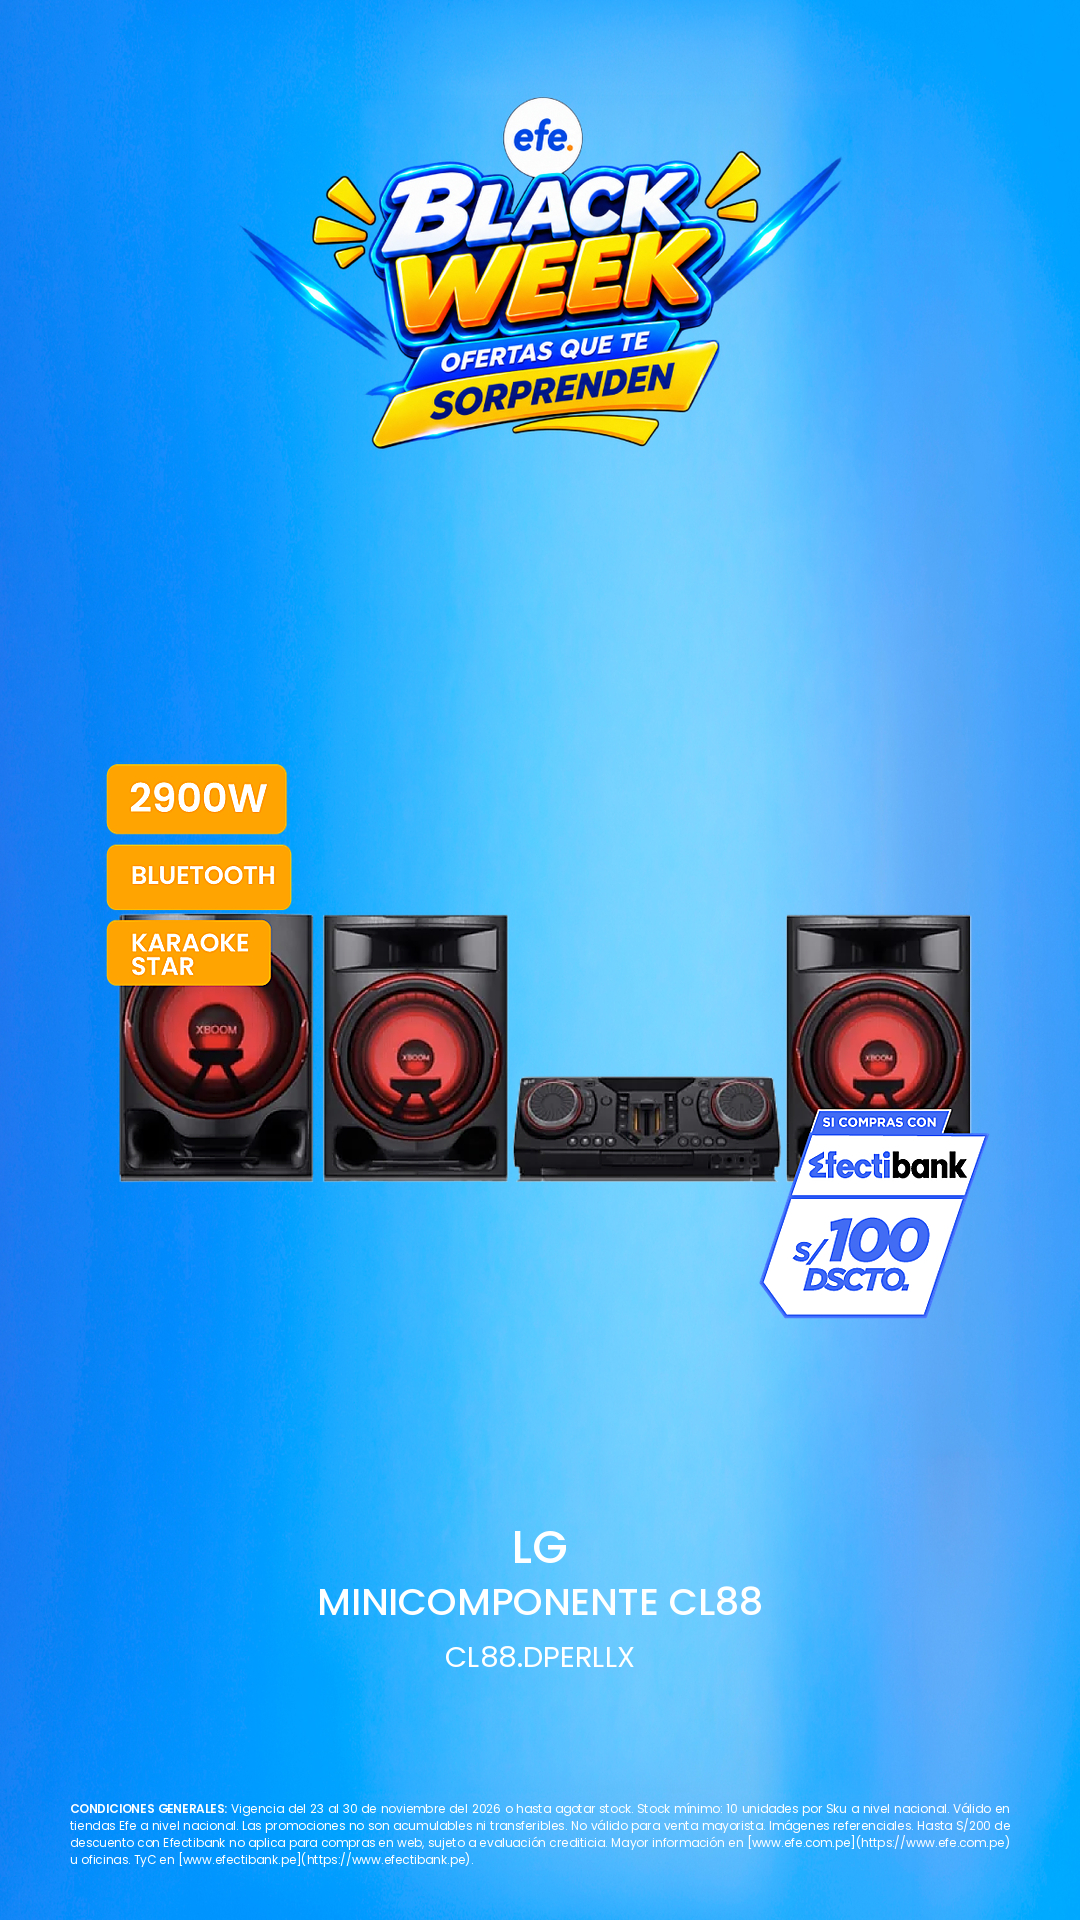 efe.
BLACK
WEEK
OFERTAS QUE TE
SORPRENDEN
2900W
BLUETOOTH
KARAOKE
STAR
XBOOM
XBOOM
XBOOM
SI COMPRAS CON
Efectibank
S/100
DSCTO.
LG
MINICOMPONENTE CL88
CL88.DPERLLX
CONDICIONES GENERALES: Vigencia del 23 al 30 de noviembre del 2026 o hasta agotar stock. Stock mínimo: 10 unidades por Sku a nivel nacional. Válido en
tiendas Efe a nivel nacional. Las promociones no son acumulables ni transferibles. No válido para venta mayorista. Imágenes referenciales. Hasta S/200 de
descuento con Efectibank no aplica para compras en web, sujeto a evaluación crediticia. Mayor información en [www.efe.com.pe](https://www.efe.com.pe)
u oficinas. TyC en [www.efectibank.pe](https://www.efectibank.pe).